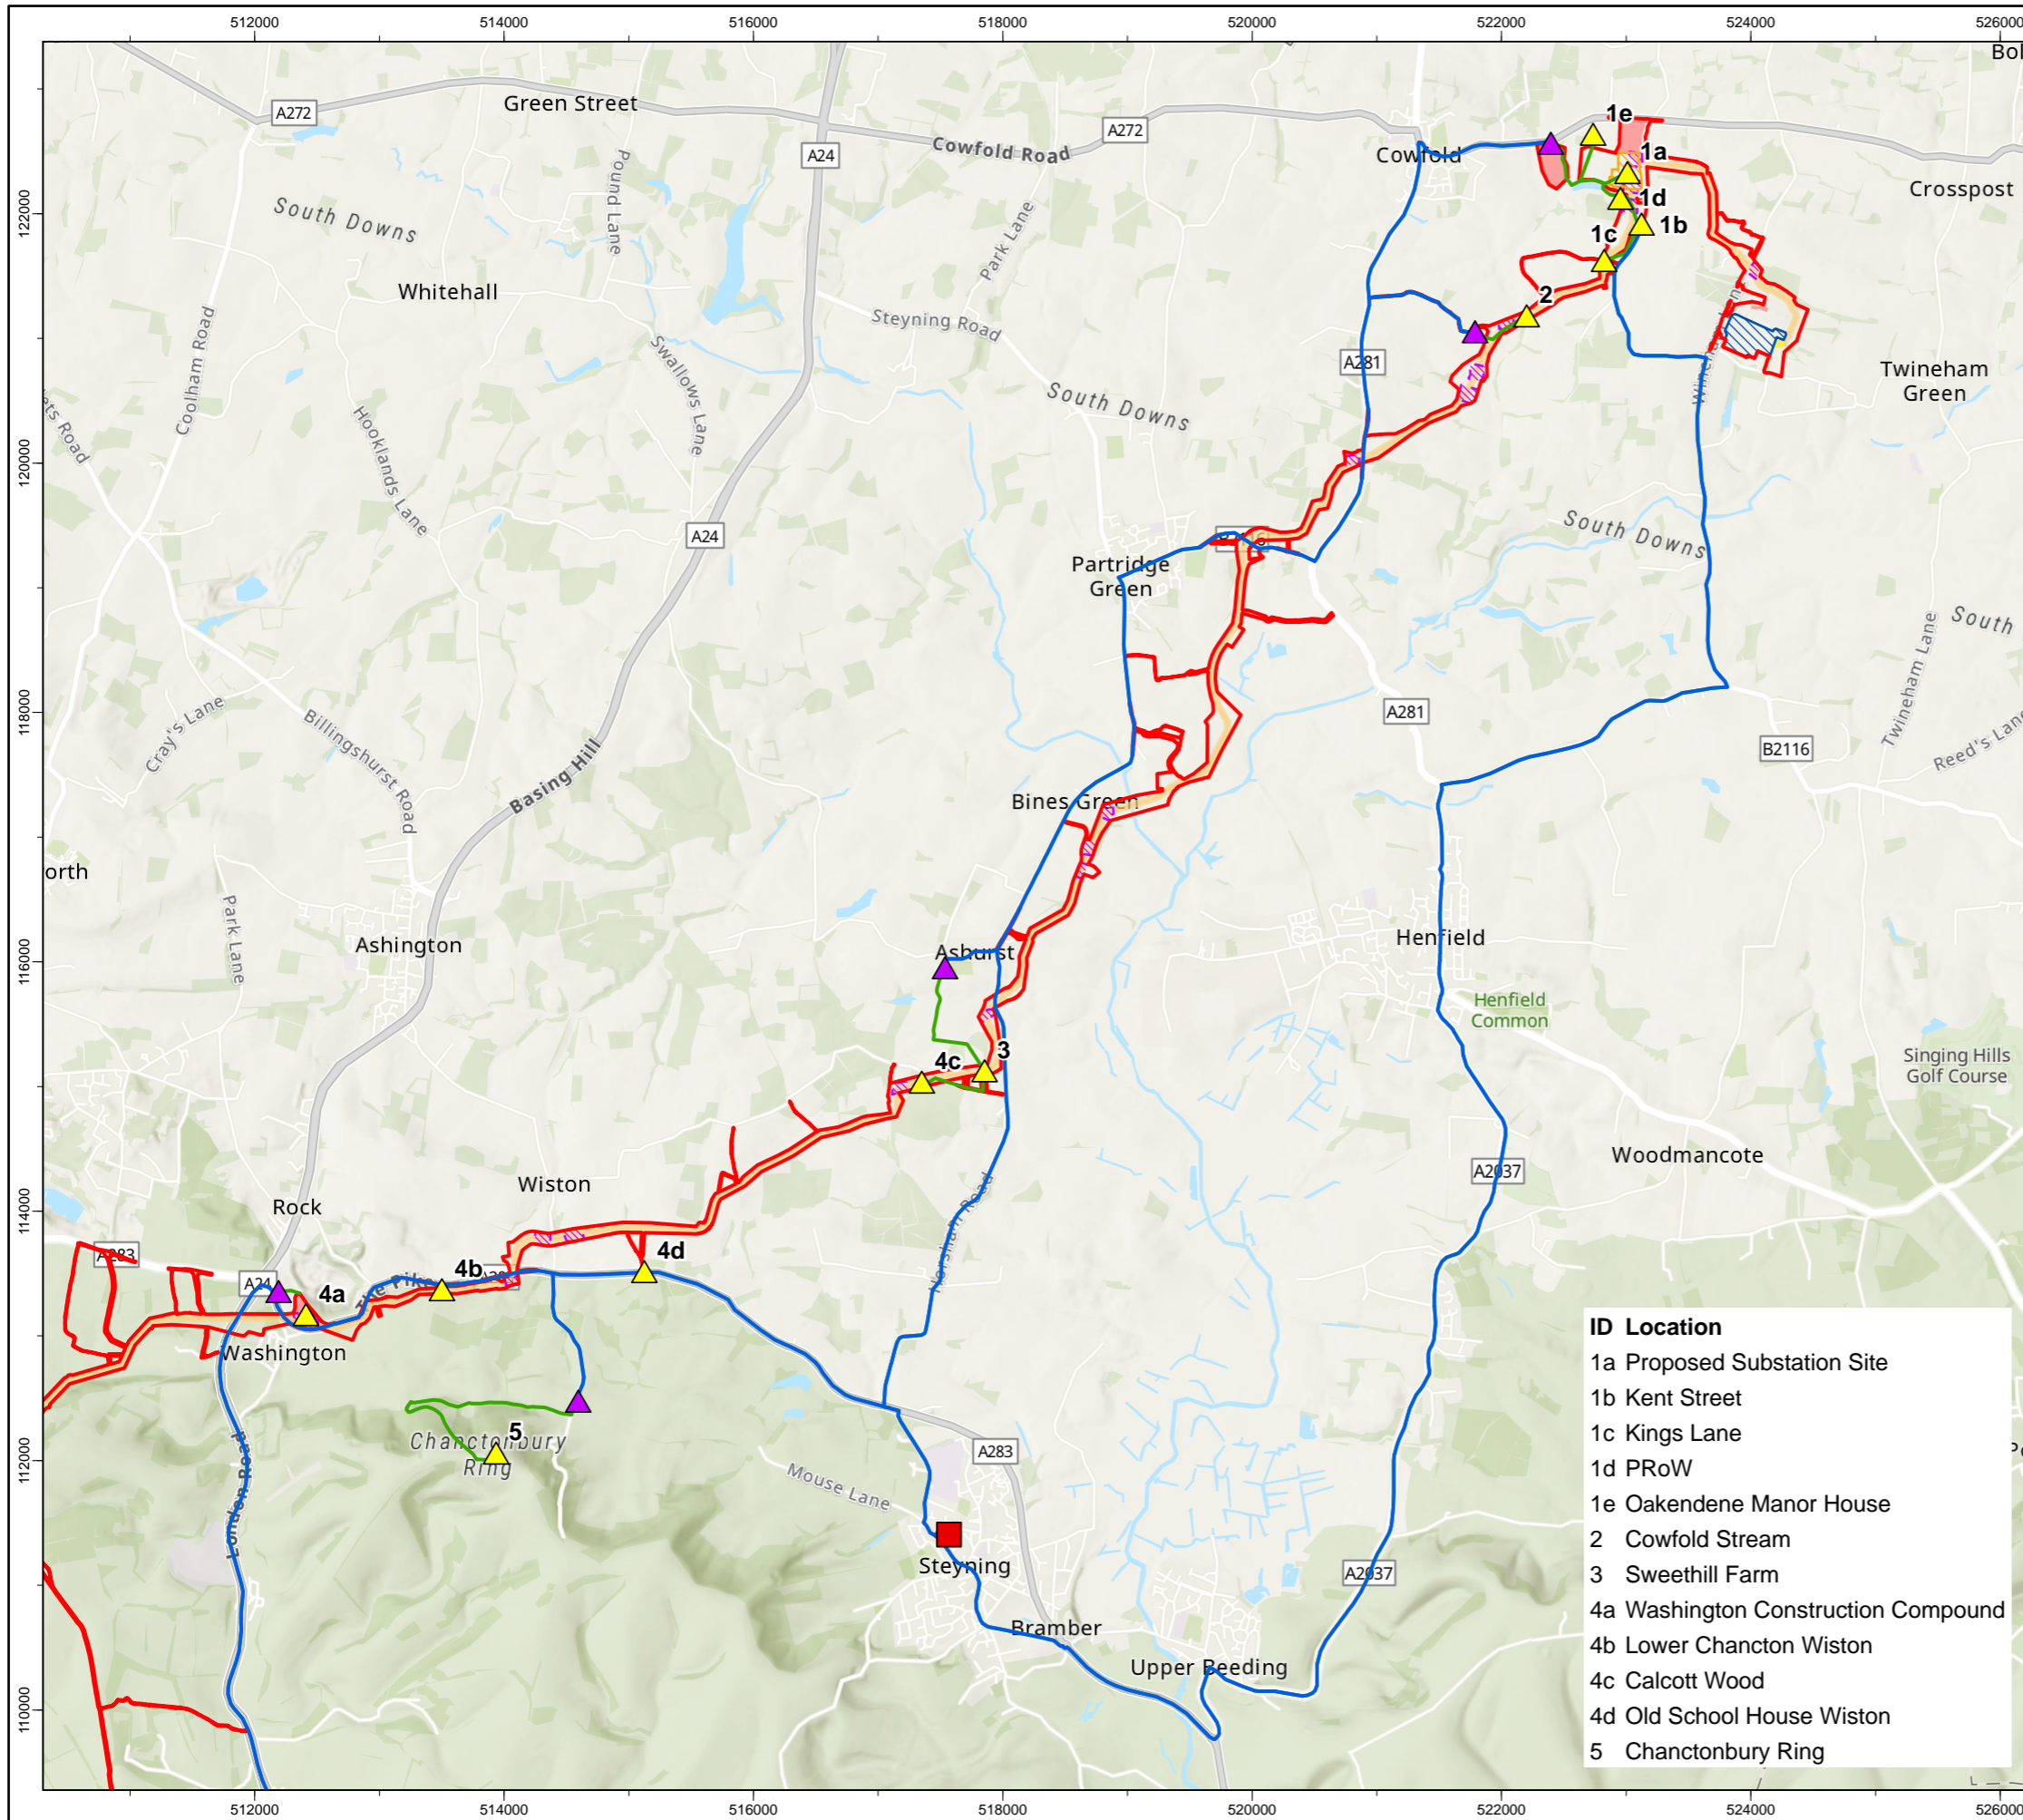 512000 514000 516000 518000 520000 522000 524000 526000
Bol
A272
Green Street
Cowfold Road
A272
A24
Cowfold
1e
1a
1d
1b
1c
Crosspost
122000
South Downs
Pound Lane
Park Lane
Whitehall
Steyning Road
2
Coolham Road
Swallows Lane
A281
Twineham
Green
South Downs
Hooklands Lane
120000
A24
South Downs
Partridge
Green
South
Twineham Lane
118000
Cray's Lane
Billingshurst Road
Basing Hill
A281
B2116
Reed's Lane
Bines Green
orth
Park Lane
Ashington
Ashurst
Henfield
116000
Henfield
Common
3
4c
Singing Hills
Golf Course
Woodmancote
A2037
Wiston
Rock
114000
Horsham Road
A283
A24
4a
The Pike
4b
4d
Washington
5
Chanctonbury
Ring
A283
112000
London Road
Mouse Lane
Steyning
A2037
Bramber
Upper Beeding
110000
ID Location
1a Proposed Substation Site
1b Kent Street
1c Kings Lane
1d PRoW
1e Oakendene Manor House
2 Cowfold Stream
3 Sweethill Farm
4a Washington Construction Compound
4b Lower Chancton Wiston
4c Calcott Wood
4d Old School House Wiston
5 Chanctonbury Ring
512000 514000 516000 518000 520000 522000 524000 526000